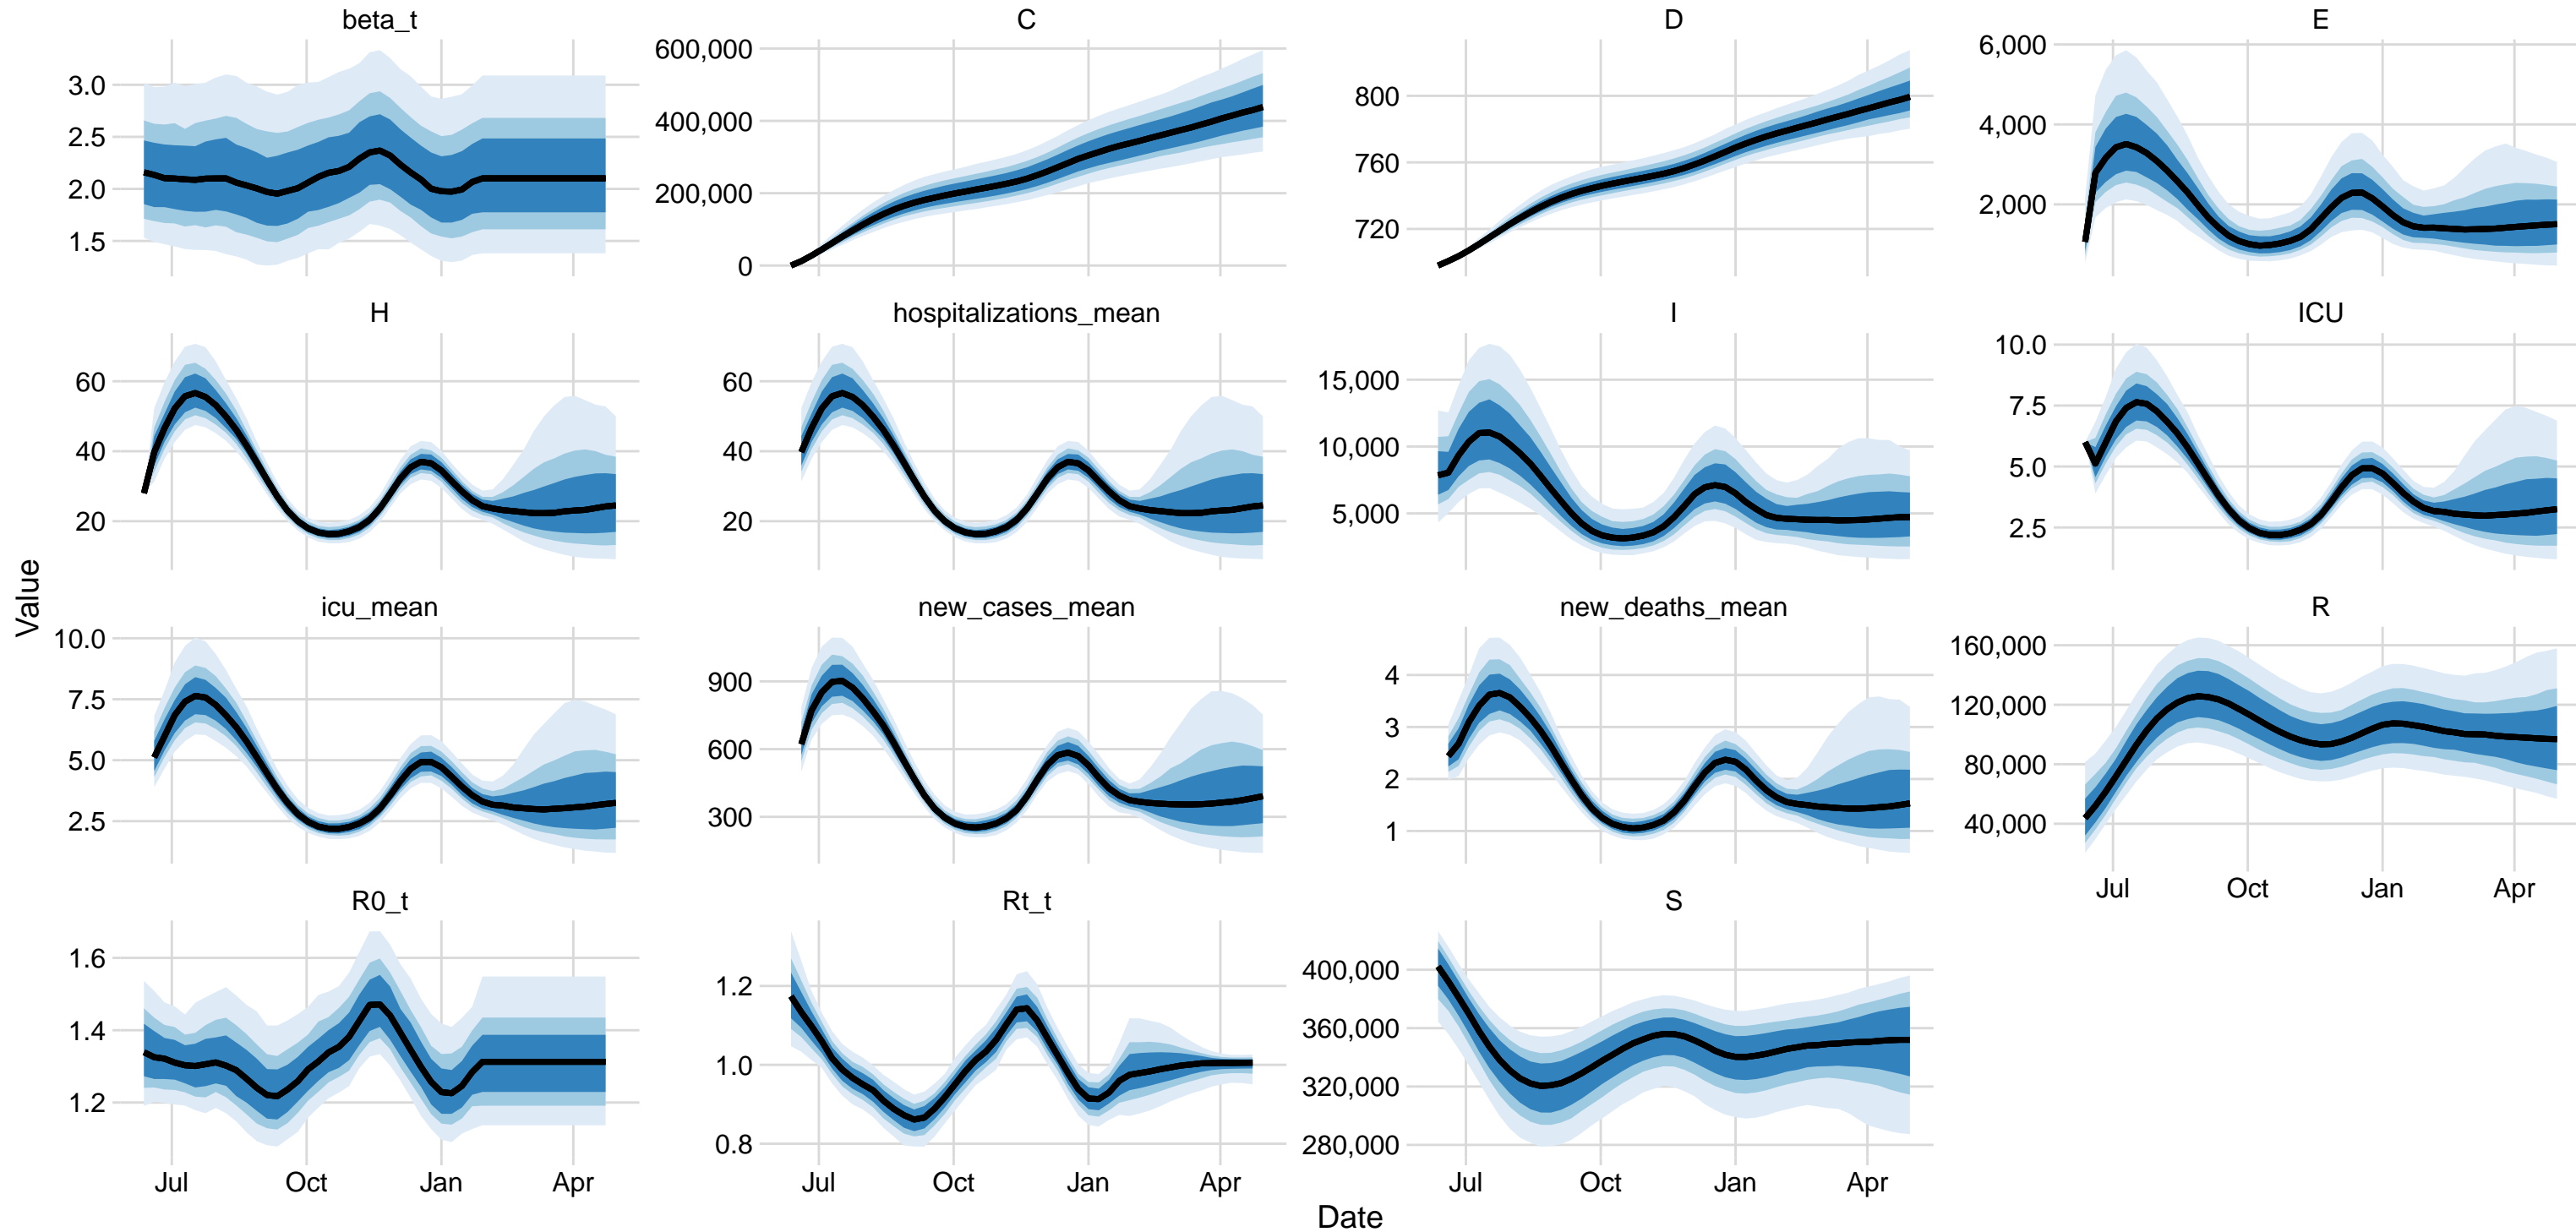 beta_t
C
D
E
3.0
2.5
2.0
1.5
600,000
400,000
200,000
0
800
760
720
6,000
4,000
2,000
H
hospitalizations_mean
I
ICU
60
40
20
60
40
20
15,000
10,000
5,000
10.0
7.5
5.0
2.5
Value
icu_mean
new_cases_mean
new_deaths_mean
R
10.0
7.5
5.0
2.5
900
600
300
4
3
2
1
160,000
120,000
80,000
40,000
Jul Oct Jan Apr
R0_t
Rt_t
S
1.6
1.4
1.2
1.2
1.0
0.8
400,000
360,000
320,000
280,000
Jul Oct Jan Apr
Jul Oct Jan Apr
Jul Oct Jan Apr
Date